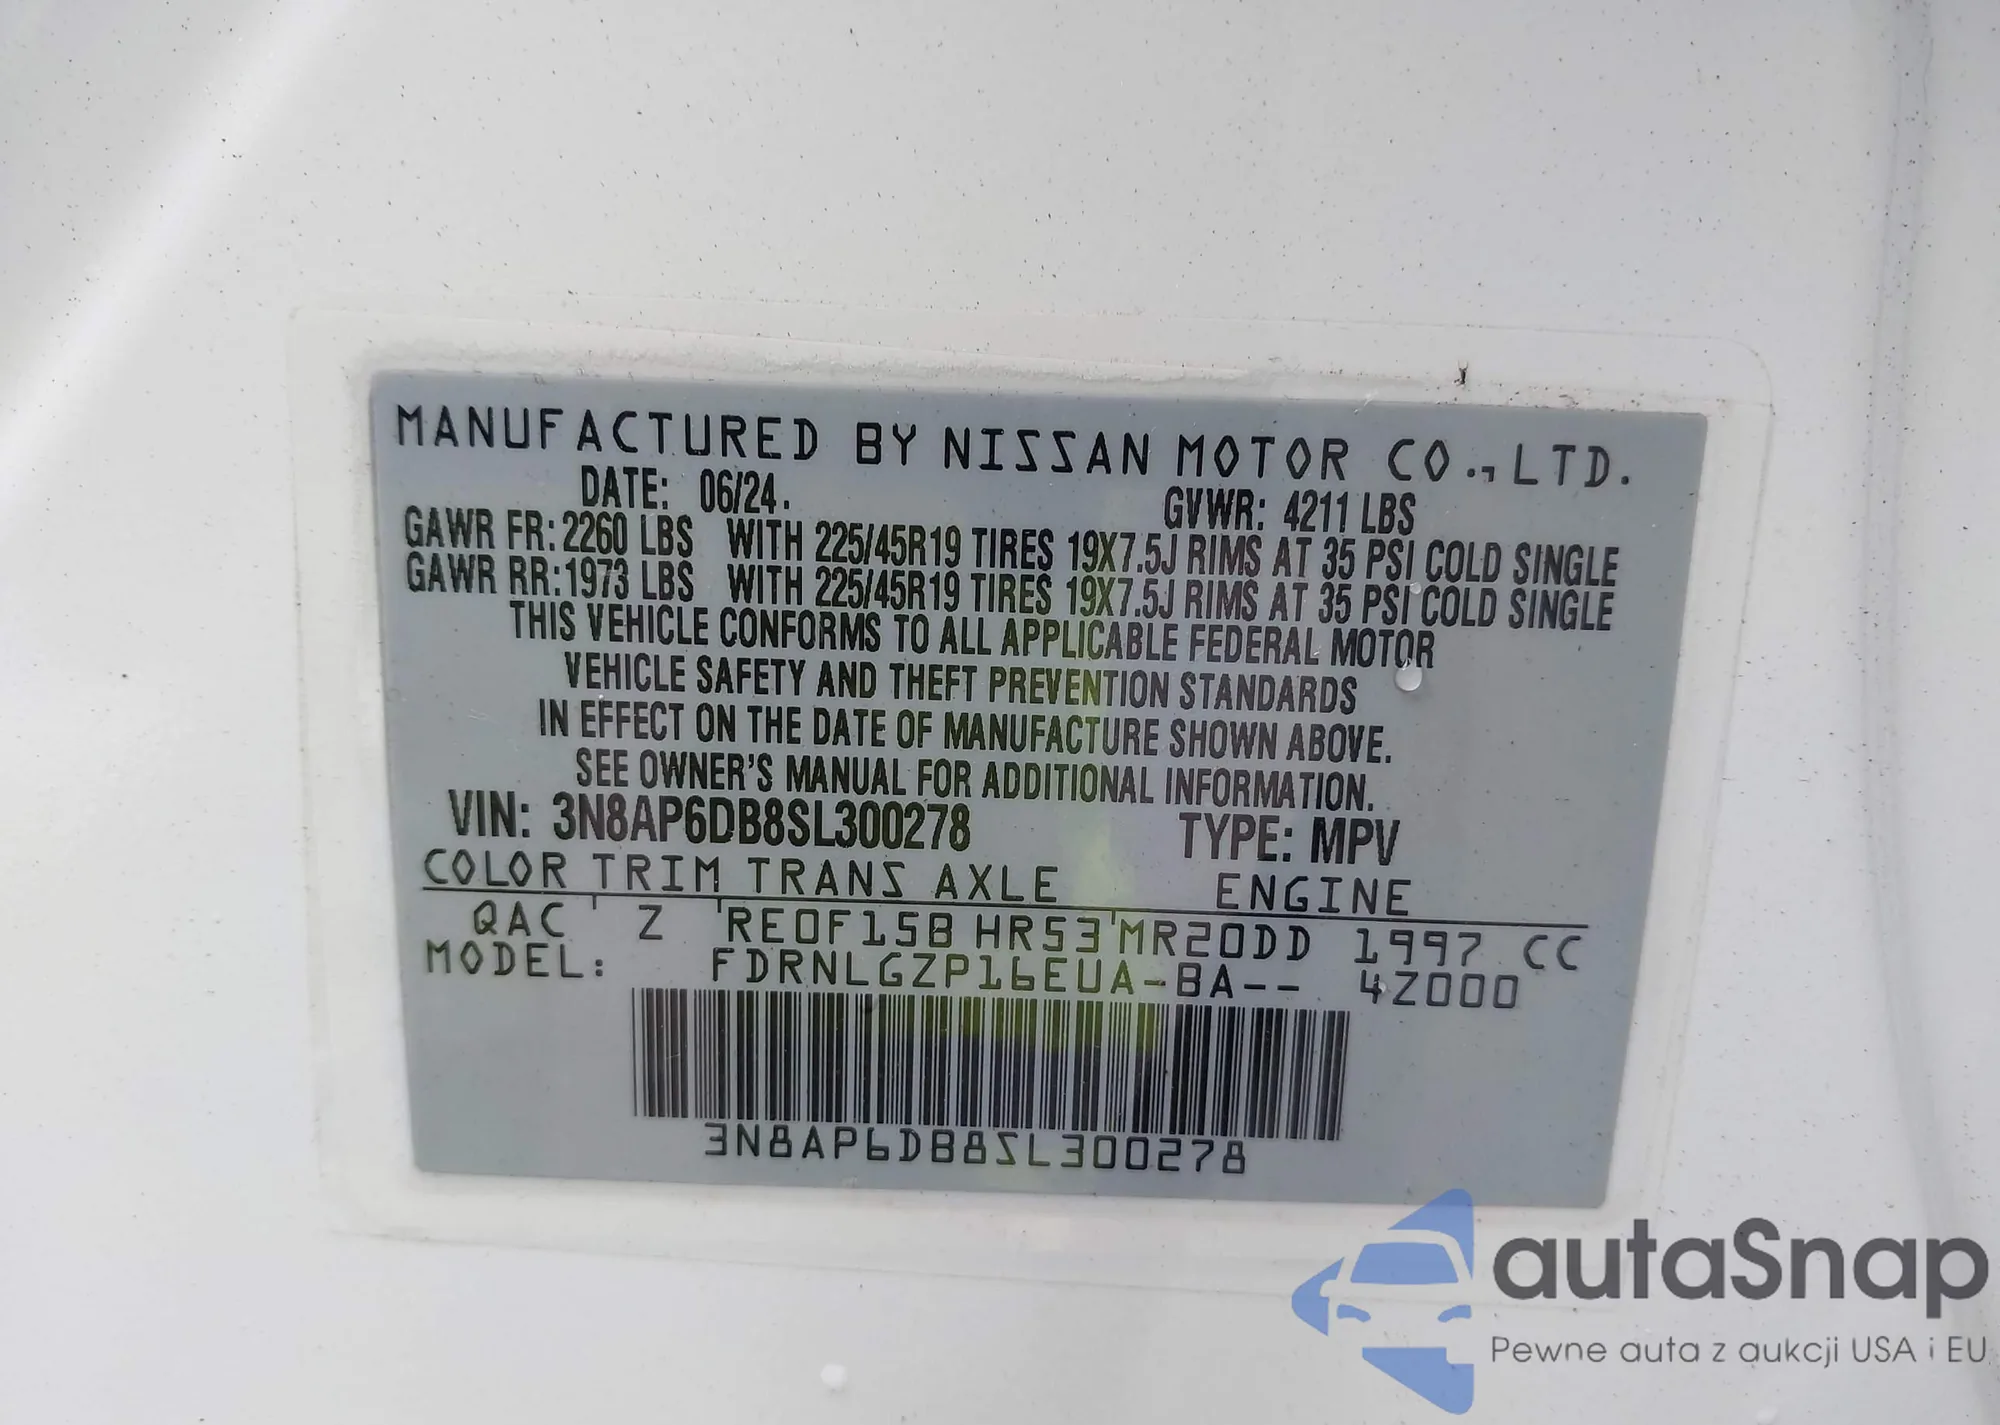 MANUFACTURED BY NISSAN MOTOR CO., LTD.
DATE: 06/24. GVWR: 4211 LBS
GAWR FR: 2260 LBS WITH 225/45R19 TIRES 19X7.5J RIMS AT 35 PSI COLD SINGLE
GAWR RR: 1973 LBS WITH 225/45R19 TIRES 19X7.5J RIMS AT 35 PSI COLD SINGLE
THIS VEHICLE CONFORMS TO ALL APPLICABLE FEDERAL MOTOR
VEHICLE SAFETY AND THEFT PREVENTION STANDARDS
IN EFFECT ON THE DATE OF MANUFACTURE SHOWN ABOVE.
SEE OWNER'S MANUAL FOR ADDITIONAL INFORMATION.
VIN: 3N8AP6DB8SL300278 TYPE: MPV
COLOR TRIM TRANS AXLE ENGINE
QAC Z RE0F15B HR53 MR20DD 1997 CC
MODEL: FDRNLGZP16EUA-BA-- 4Z000
3N8AP6DB8SL300278
autaSnap
Pewne auta z aukcji USA i EU